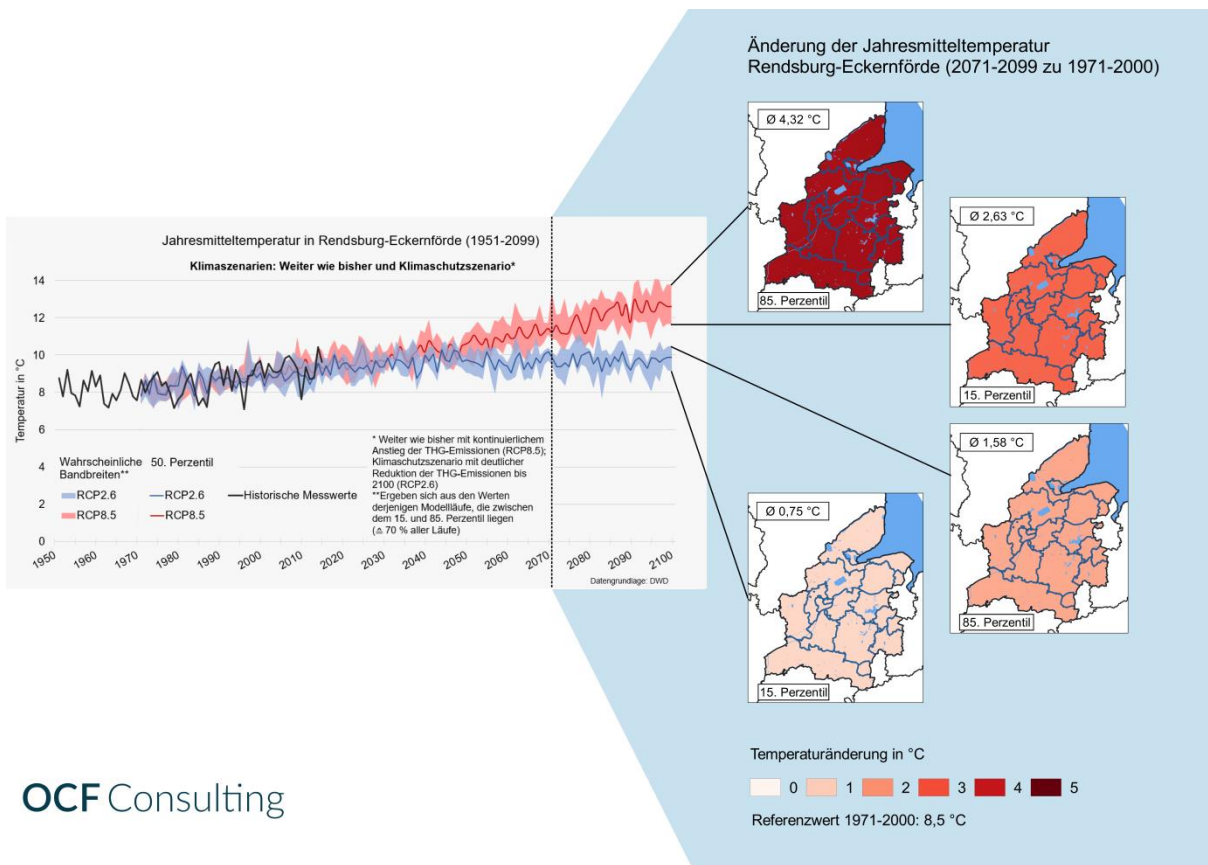 Änderung der Jahresmitteltemperatur
Rendsburg-Eckernförde (2071-2099 zu 1971-2000)
Ø 4,32 °C
85. Perzentil
Ø 2,63 °C
15. Perzentil
Jahresmitteltemperatur in Rendsburg-Eckernförde (1951-2099)
Klimaszenarien: Weiter wie bisher und Klimaschutzszenario*
Temperatur in °C
14
12
10
8
6
4
2
0
Wahrscheinliche
Bandbreiten**
50. Perzentil
RCP2.6
RCP2.6
Historische Messwerte
RCP8.5
RCP8.5
* Weiter wie bisher mit kontinuierlichem
Anstieg der THG-Emissionen (RCP8.5);
Klimaschutzszenario mit deutlicher
Reduktion der THG-Emissionen bis
2100 (RCP2.6)
**Ergeben sich aus den Werten
derjenigen Modellläufe, die zwischen
dem 15. und 85. Perzentil liegen
(≙ 70 % aller Läufe)
1950
1960
1970
1980
1990
2000
2010
2020
2030
2040
2050
2060
2070
2080
2090
2100
Datengrundlage: DWD
Ø 1,58 °C
85. Perzentil
Ø 0,75 °C
15. Perzentil
Temperaturänderung in °C
0 1 2 3 4 5
Referenzwert 1971-2000: 8,5 °C
OCF Consulting